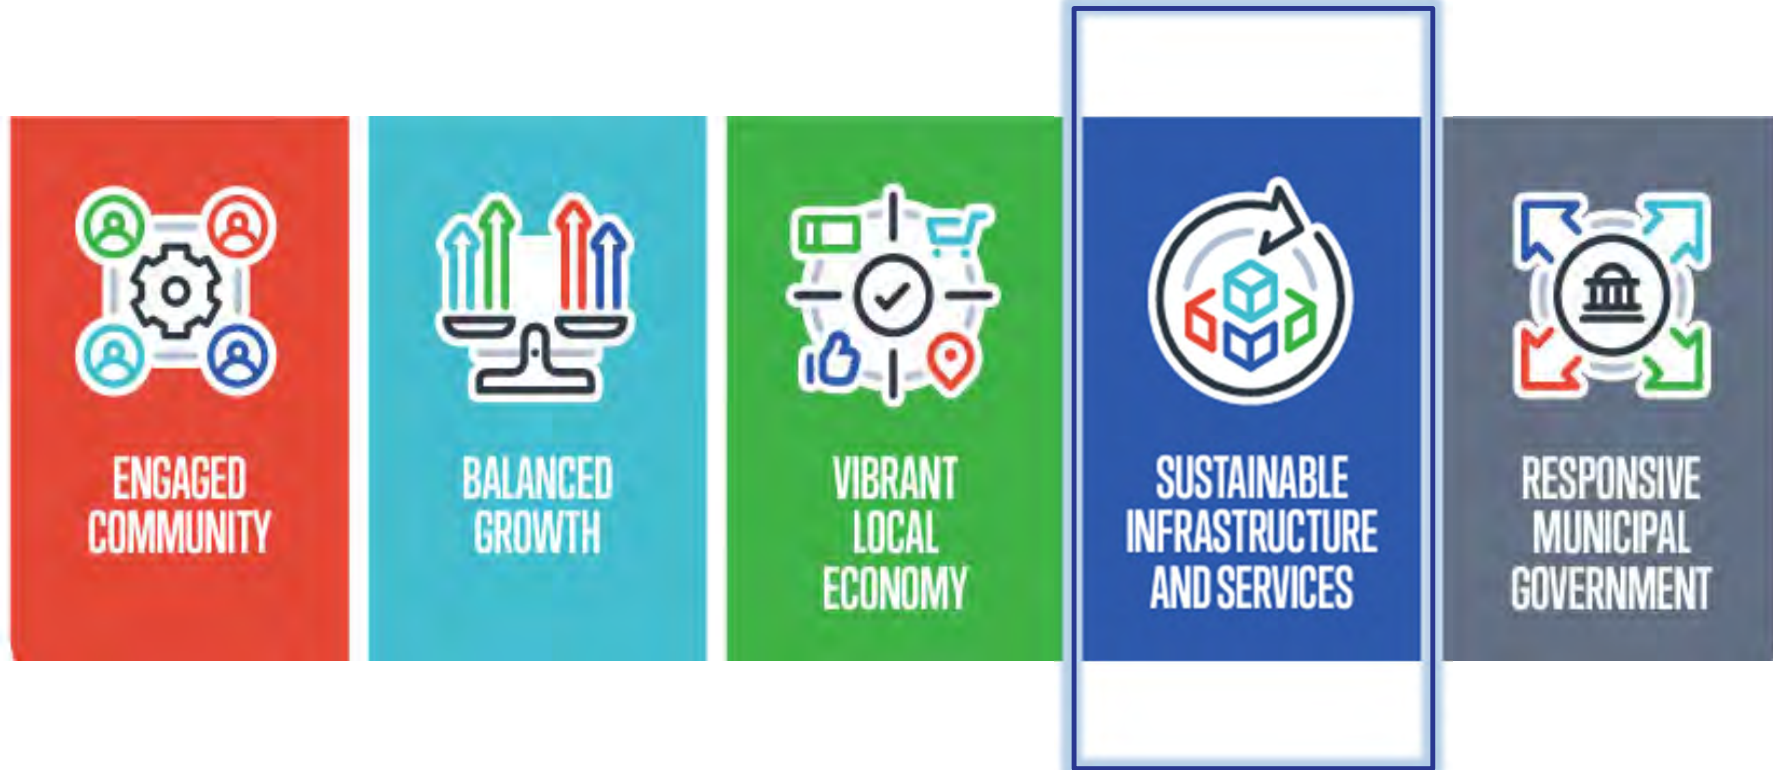 ENGAGED
COMMUNITY
BALANCED
GROWTH
VIBRANT
LOCAL
ECONOMY
SUSTAINABLE
INFRASTRUCTURE
AND SERVICES
RESPONSIVE
MUNICIPAL
GOVERNMENT